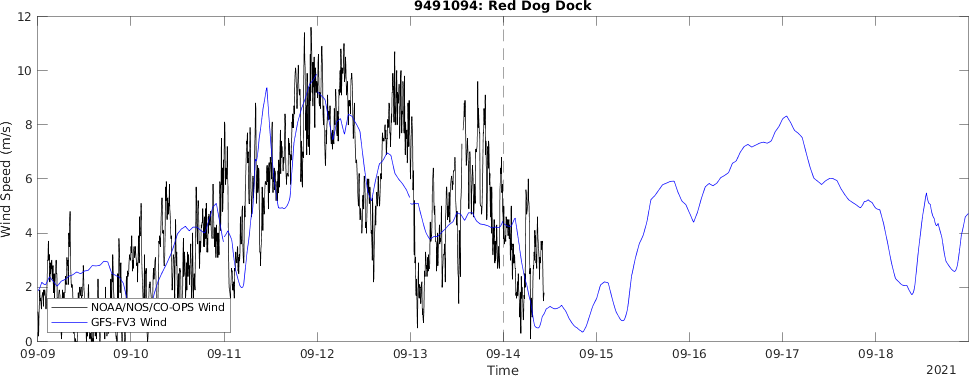 9491094: Red Dog Dock
Wind Speed (m/s)
12
10
8
6
4
2
0
NOAA/NOS/CO-OPS Wind
GFS-FV3 Wind
09-09 09-10 09-11 09-12 09-13 09-14 09-15 09-16 09-17 09-18
Time
2021